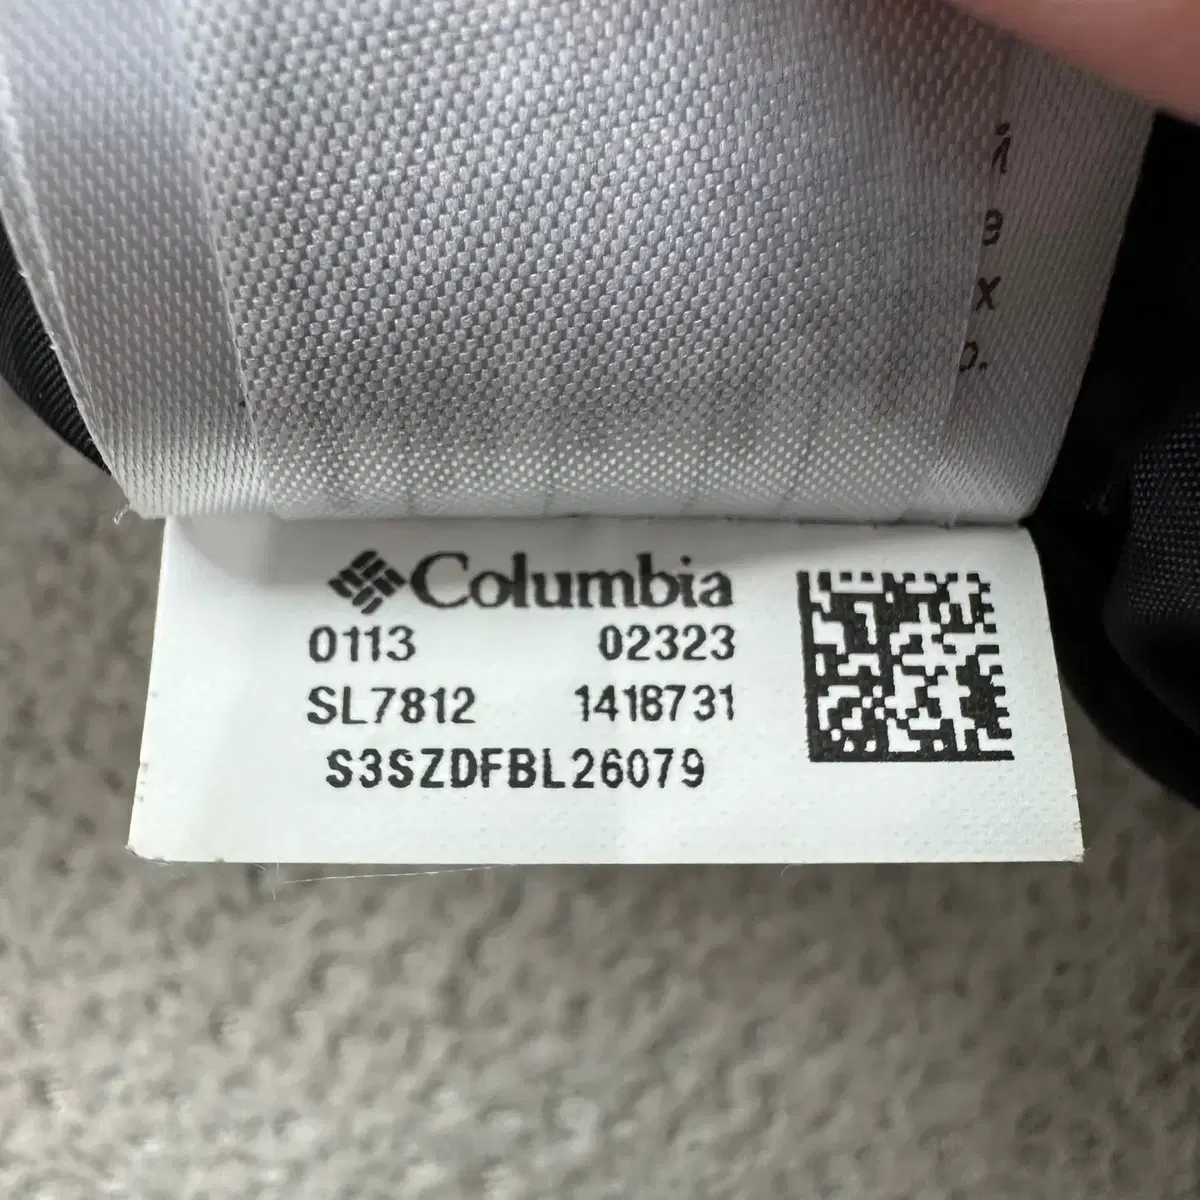 Columbia
0113 02323
SL7812 1418731
S3SZDFBL26079